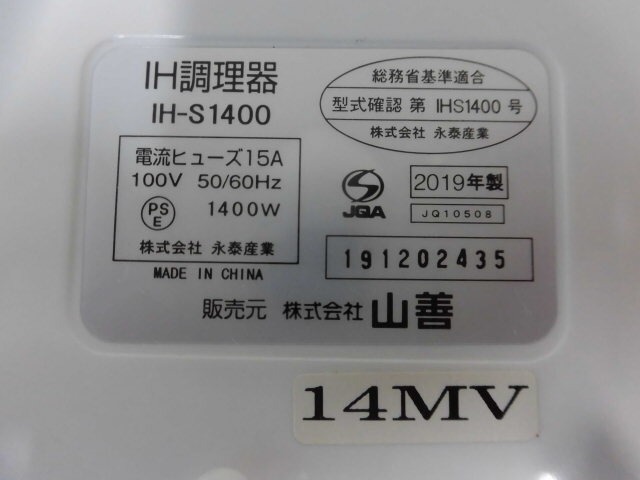 IH調理器
IH-S1400
電流ヒューズ15A
100V 50/60Hz
PS
E
1400W
株式会社 永泰産業
MADE IN CHINA
総務省基準適合
型式確認 第 IHS1400 号
株式会社 永泰産業
S
JQA
2019年製
JQ10508
191202435
販売元 株式会社 山善
14MV